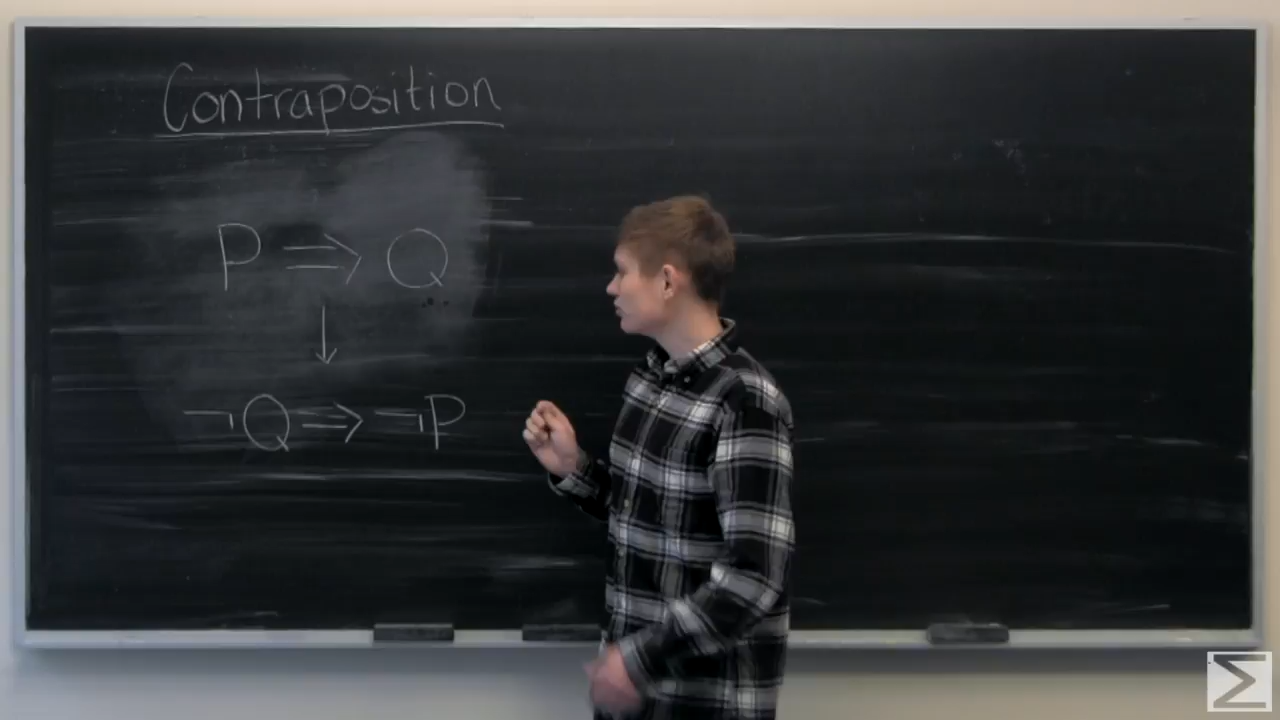 Contraposition
P ⇒ Q
↓
¬Q ⇒ ¬P
Σ